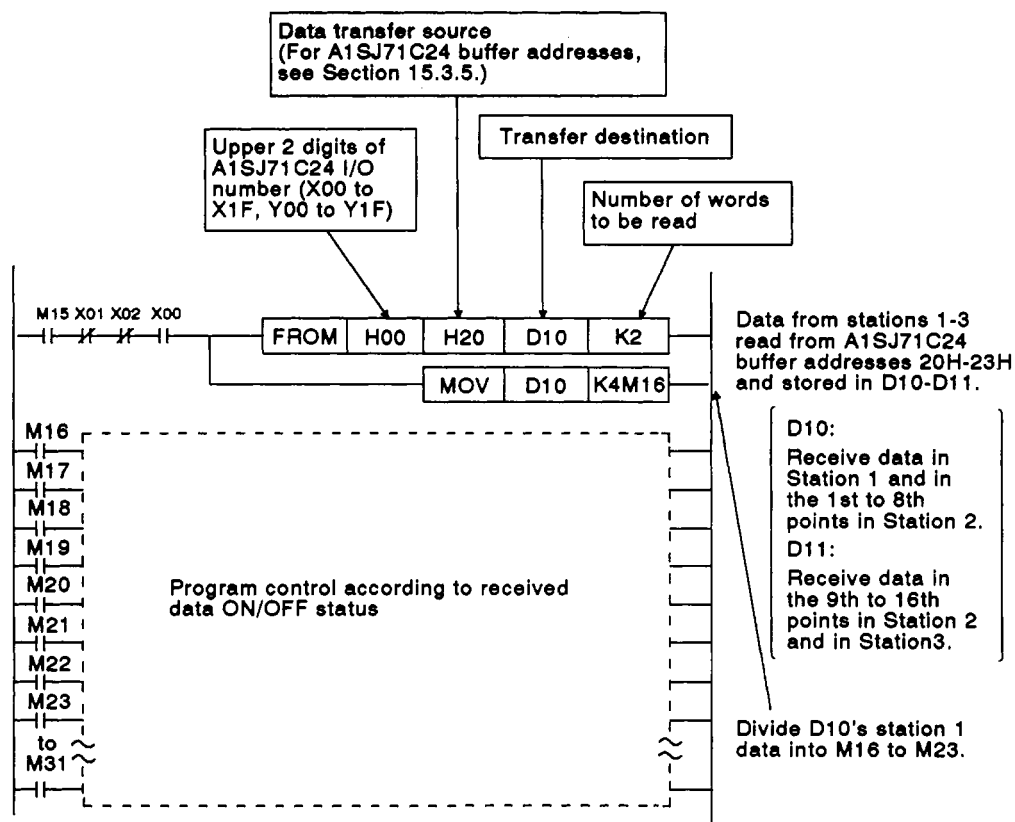 Data transfer source
(For A1SJ71C24 buffer addresses,
see Section 15.3.5.)
Transfer destination
Upper 2 digits of
A1SJ71C24 I/O
number (X00 to
X1F, Y00 to Y1F)
Number of words
to be read
M15 X01 X02 X00
FROM H00 H20 D10 K2
MOV D10 K4M16
Data from stations 1-3
read from A1SJ71C24
buffer addresses 20H-23H
and stored in D10-D11.
D10:
Receive data in
Station 1 and in
the 1st to 8th
points in Station 2.
D11:
Receive data in
the 9th to 16th
points in Station 2
and in Station3.
M16
M17
M18
M19
M20
M21
M22
M23
to
M31
Program control according to received
data ON/OFF status
Divide D10's station 1
data into M16 to M23.